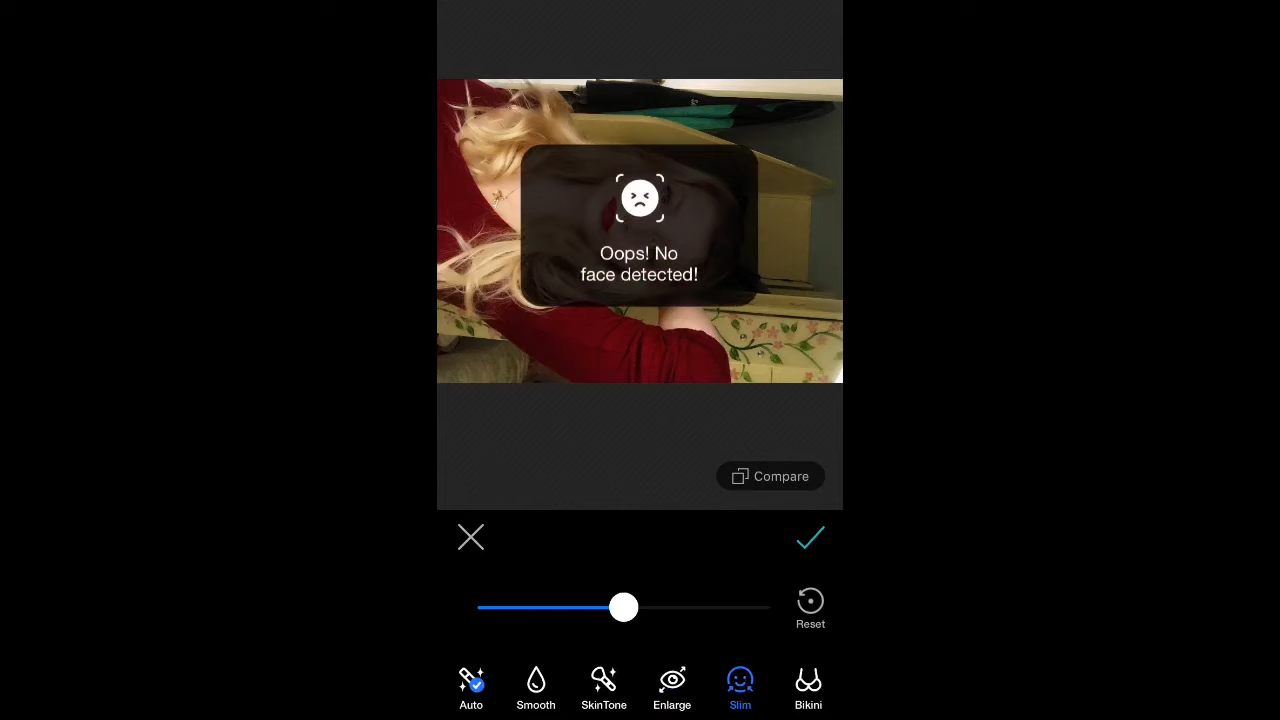 Oops! No
face detected!
Compare
Reset
Auto
Smooth
SkinTone
Enlarge
Slim
Bikini